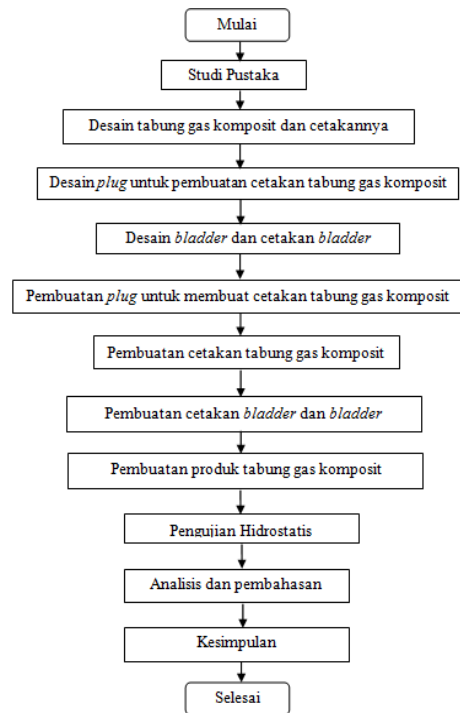 Mulai
Studi Pustaka
Desain tabung gas komposit dan cetakannya
Desain plug untuk pembuatan cetakan tabung gas komposit
Desain bladder dan cetakan bladder
Pembuatan plug untuk membuat cetakan tabung gas komposit
Pembuatan cetakan tabung gas komposit
Pembuatan cetakan bladder dan bladder
Pembuatan produk tabung gas komposit
Pengujian Hidrostatis
Analisis dan pembahasan
Kesimpulan
Selesai